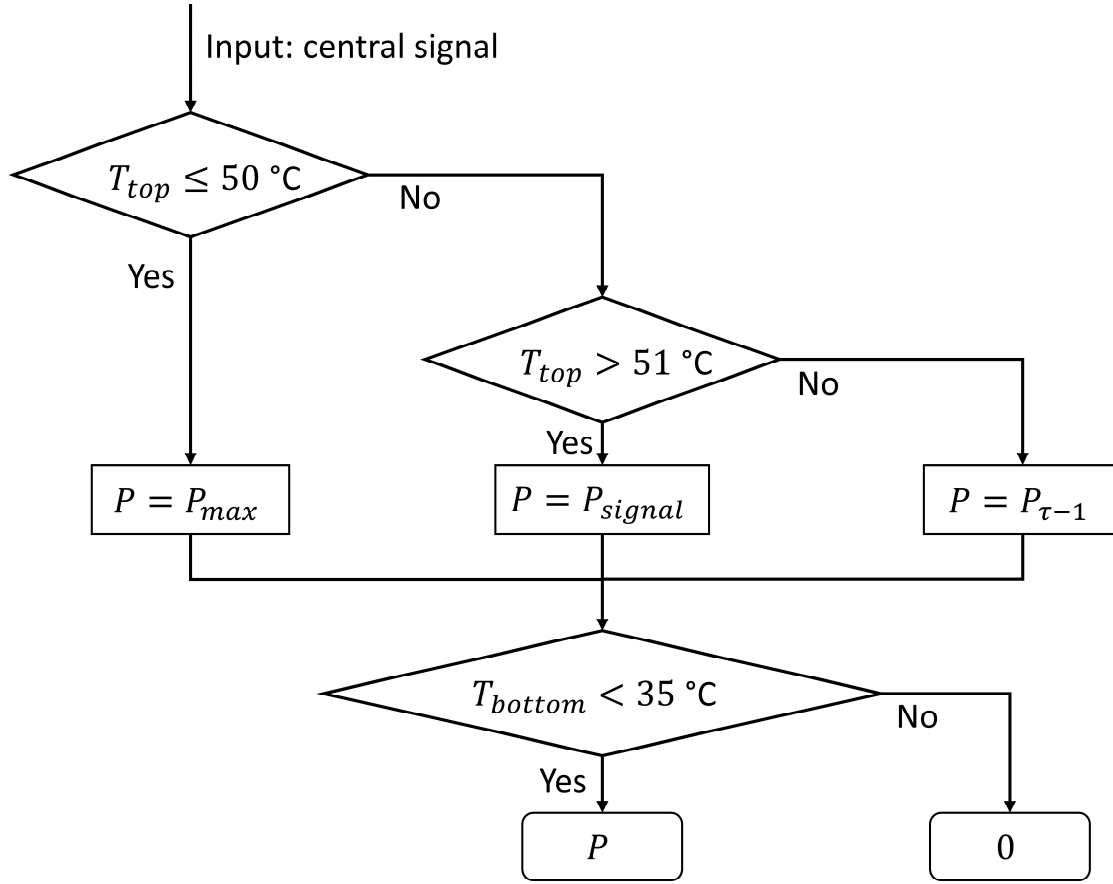 Input: central signal
T_top ≤ 50 °C
No
Yes
T_top > 51 °C
No
Yes
P = P_max
P = P_signal
P = P_τ−1
T_bottom < 35 °C
No
Yes
P
0